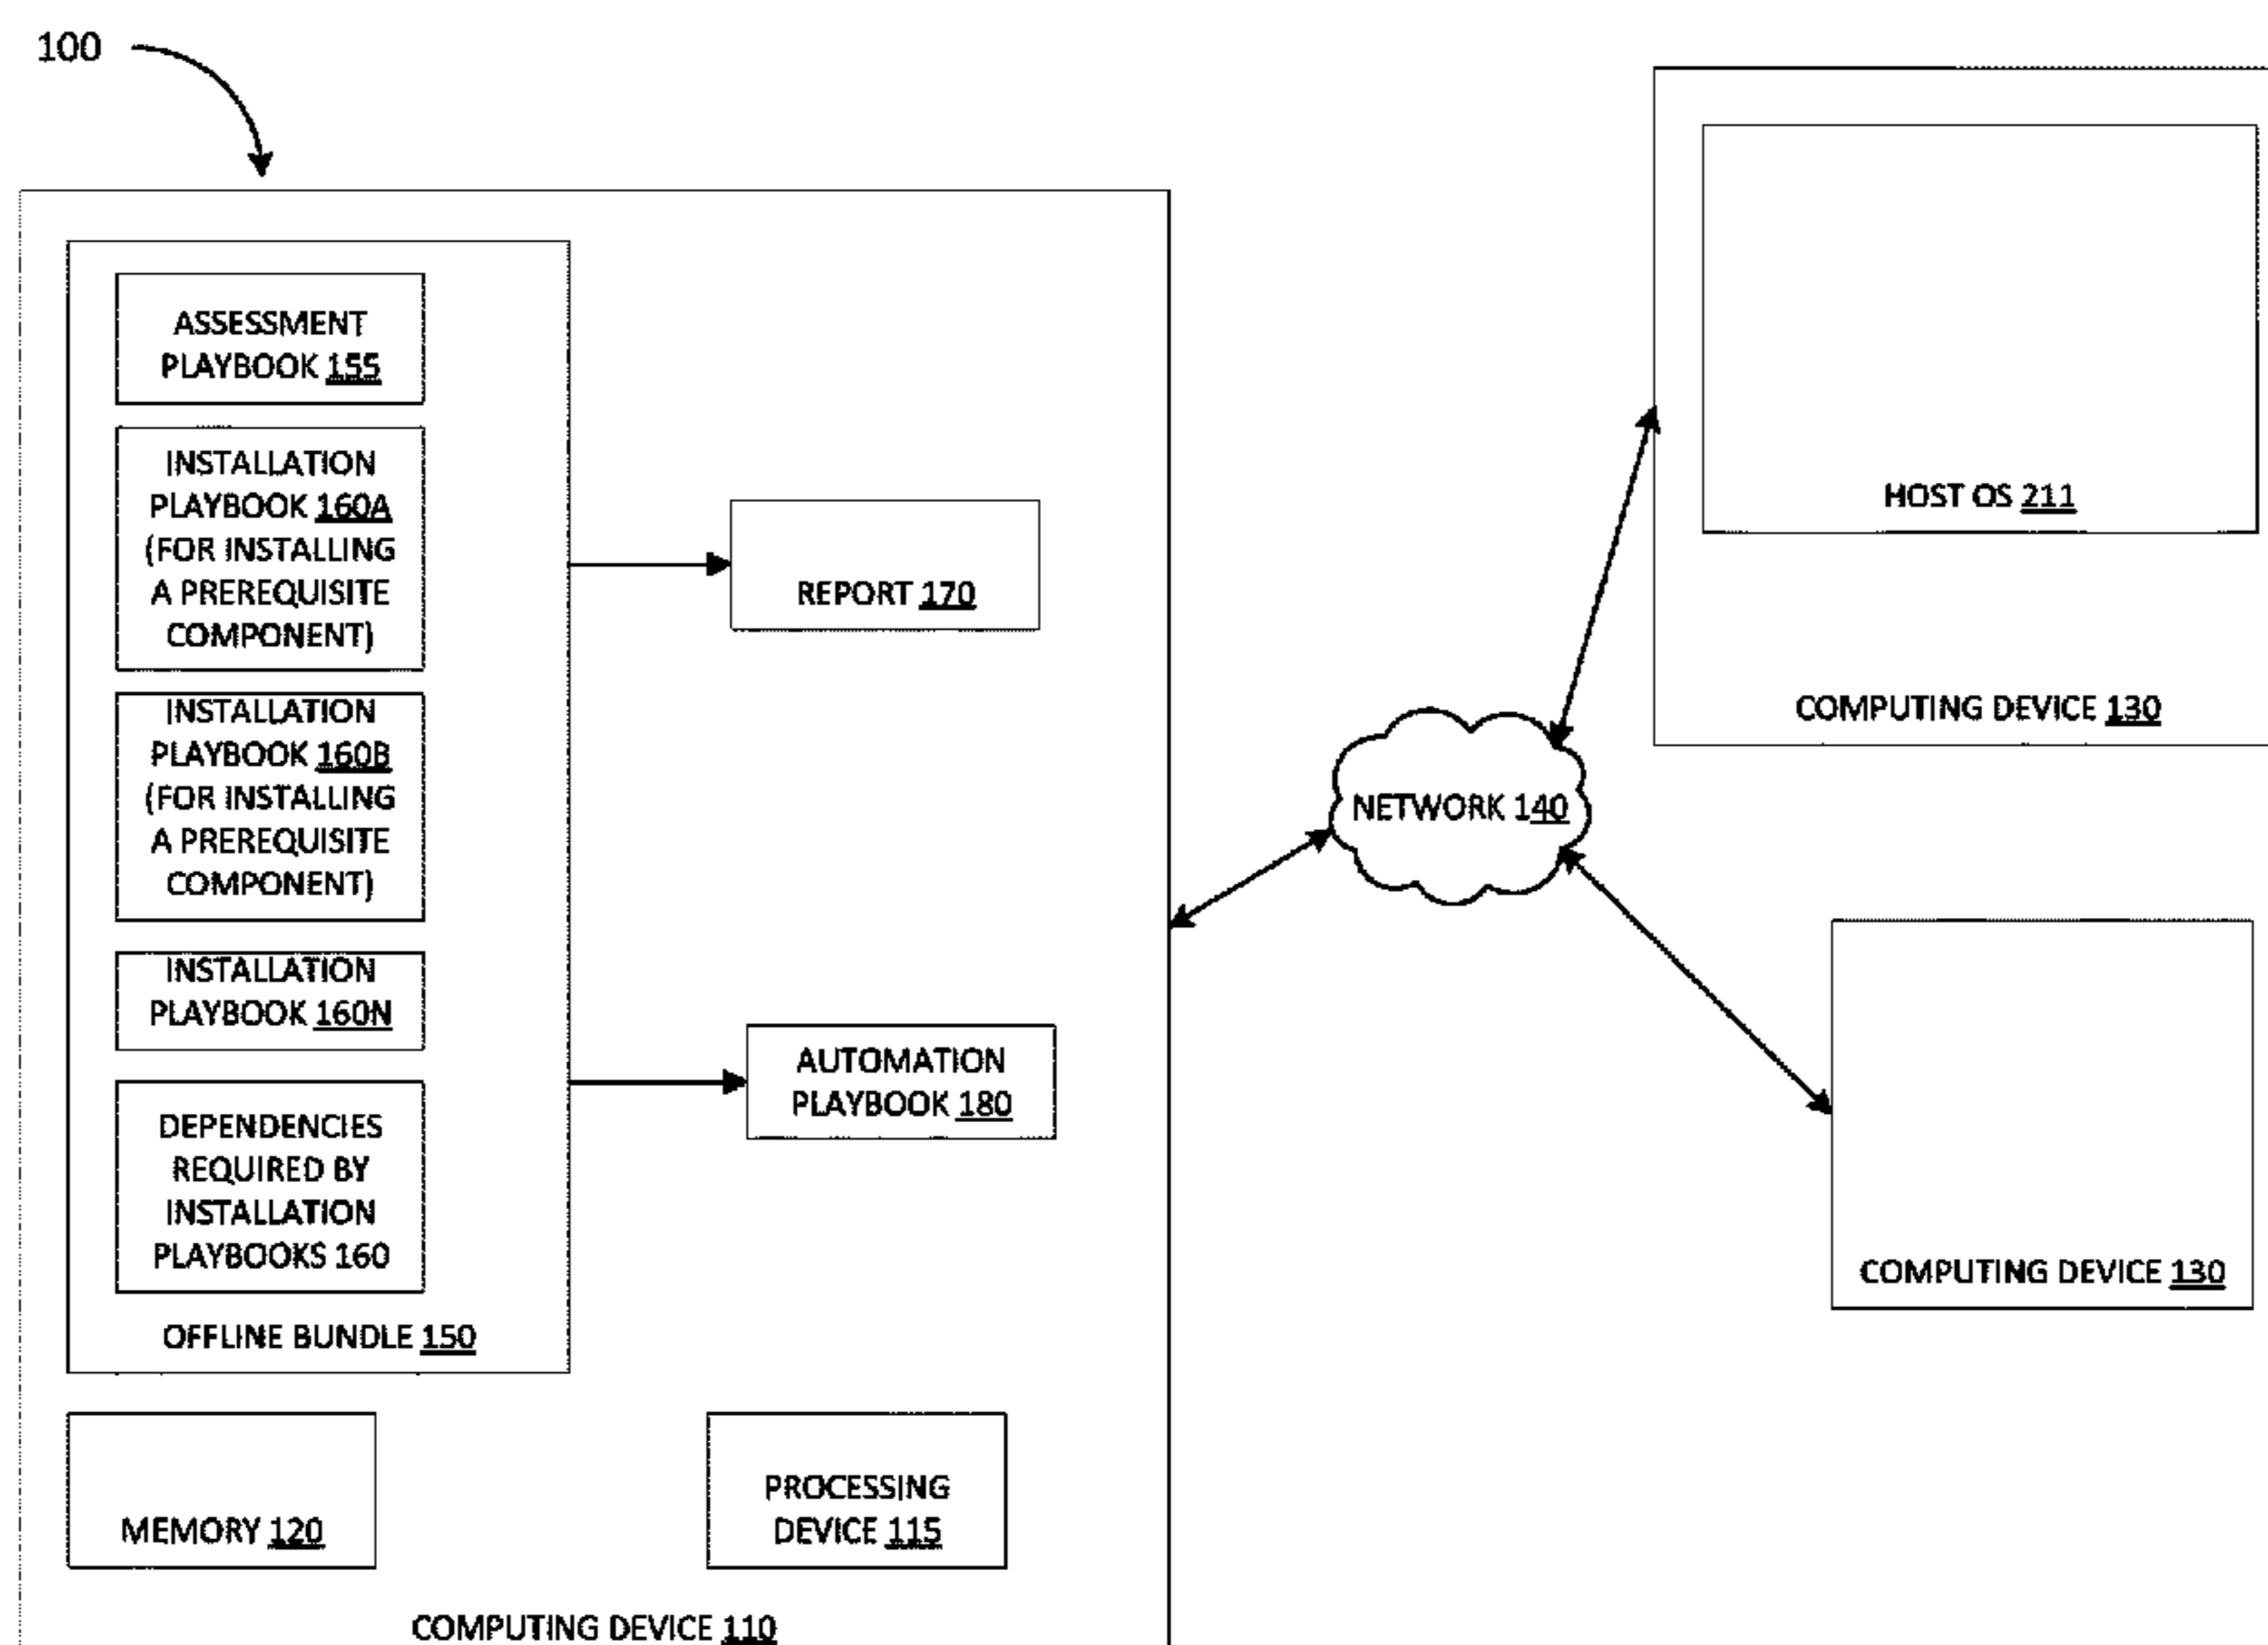 100
ASSESSMENT
PLAYBOOK 155
INSTALLATION
PLAYBOOK 160A
(FOR INSTALLING
A PREREQUISITE
COMPONENT)
INSTALLATION
PLAYBOOK 160B
(FOR INSTALLING
A PREREQUISITE
COMPONENT)
INSTALLATION
PLAYBOOK 160N
DEPENDENCIES
REQUIRED BY
INSTALLATION
PLAYBOOKS 160
OFFLINE BUNDLE 150
REPORT 170
AUTOMATION
PLAYBOOK 180
MEMORY 120
PROCESSING
DEVICE 115
COMPUTING DEVICE 110
NETWORK 140
HOST OS 211
COMPUTING DEVICE 130
COMPUTING DEVICE 130